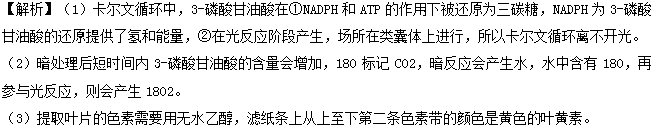 【解析】（1）卡尔文循环中，3-磷酸甘油酸在①NADPH 和 ATP 的作用下被还原为三碳糖，NADPH 为 3-磷酸
甘油酸的还原提供了氢和能量，②在光反应阶段产生，场所在类囊体上进行，所以卡尔文循环离不开光。
（2）暗处理后短时间内 3-磷酸甘油酸的含量会增加，18O 标记 CO2，暗反应会产生水，水中含有 18O，再
参与光反应，则会产生 18O2。
（3）提取叶片的色素需要用无水乙醇，滤纸条上从上至下第二条色素带的颜色是黄色的叶黄素。